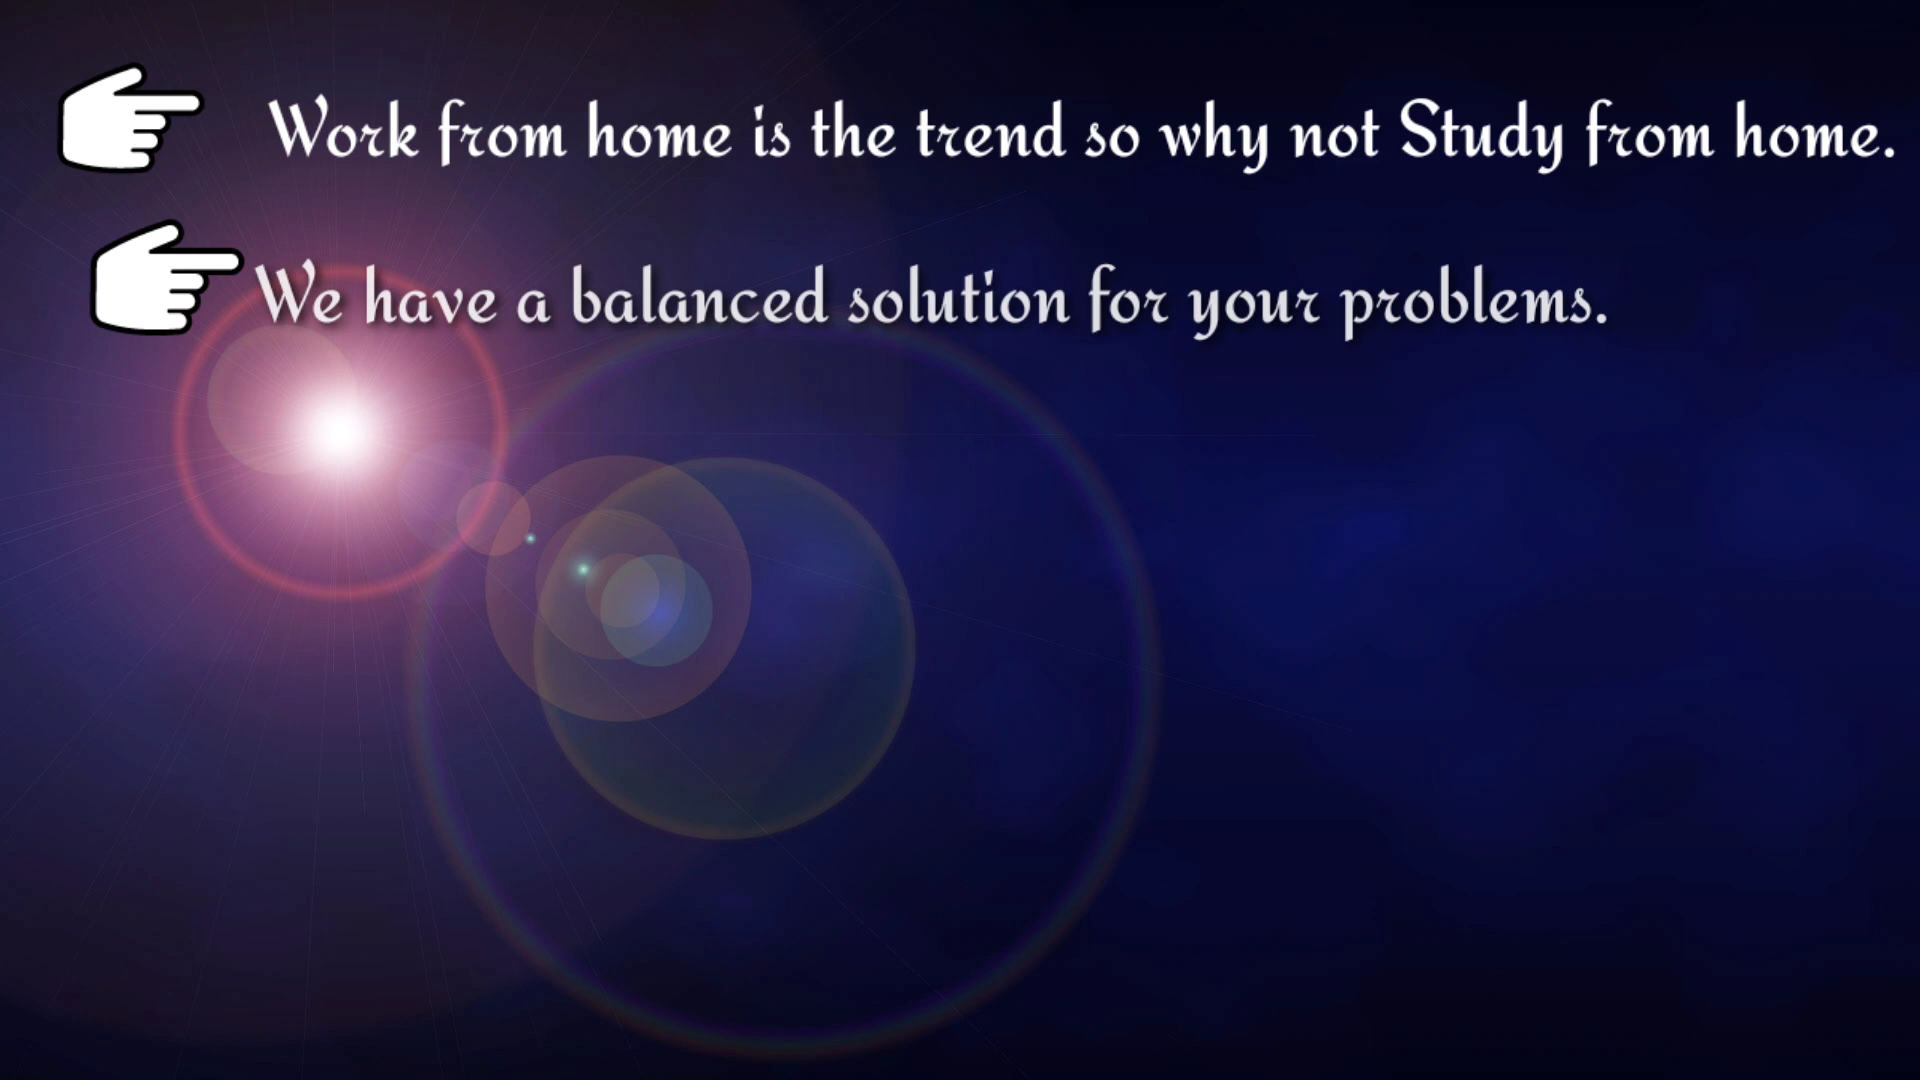 Work from home is the trend so why not Study from home.
We have a balanced solution for your problems.